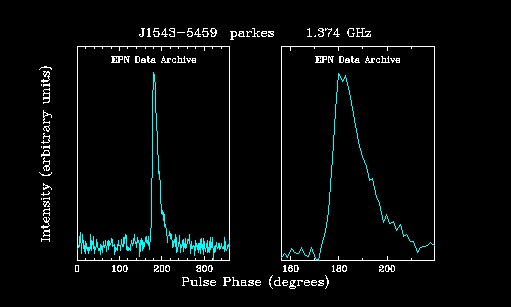 J1543-5459 parkes 1.374 GHz
EPN Data Archive
EPN Data Archive
Intensity (arbitrary units)
0 100 200 300
160 180 200
Pulse Phase (degrees)